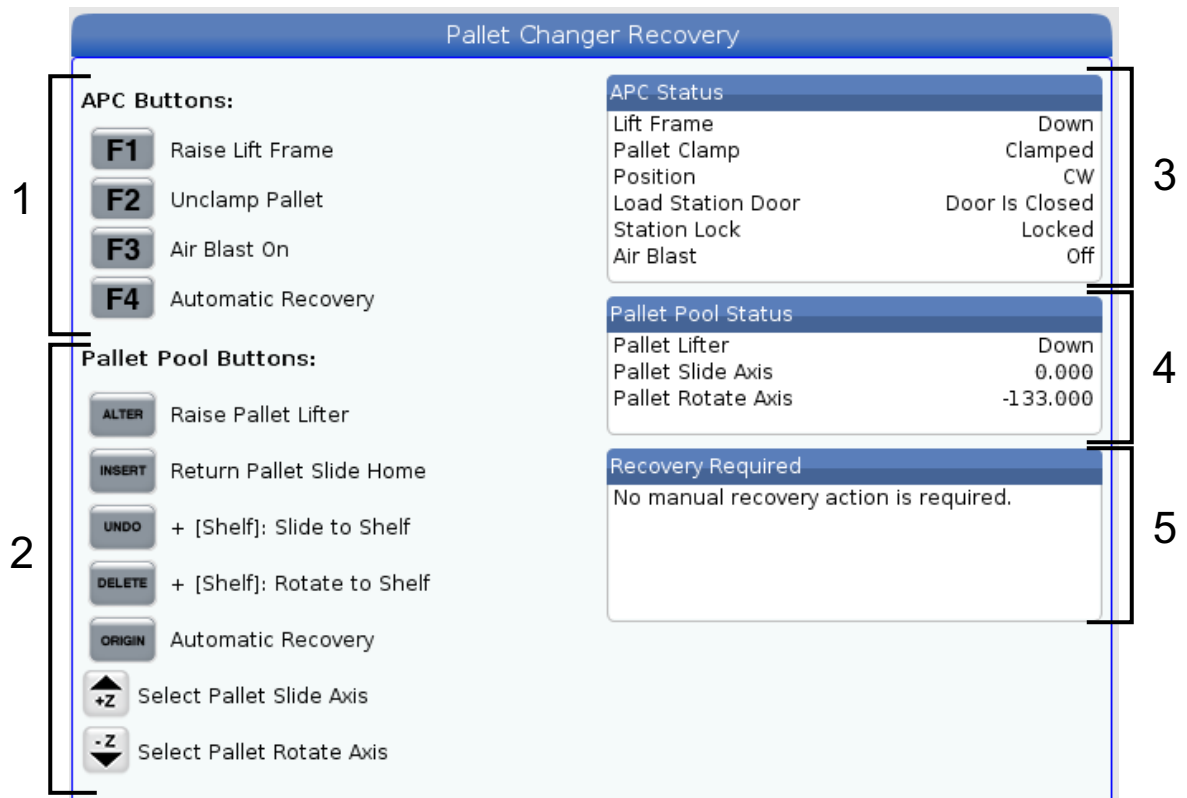 Pallet Changer Recovery
1
APC Buttons:
F1 Raise Lift Frame
F2 Unclamp Pallet
F3 Air Blast On
F4 Automatic Recovery
2
Pallet Pool Buttons:
ALTER Raise Pallet Lifter
INSERT Return Pallet Slide Home
UNDO + [Shelf]: Slide to Shelf
DELETE + [Shelf]: Rotate to Shelf
ORIGIN Automatic Recovery
+Z Select Pallet Slide Axis
-Z Select Pallet Rotate Axis
3
APC Status
Lift Frame Down
Pallet Clamp Clamped
Position CW
Load Station Door Door Is Closed
Station Lock Locked
Air Blast Off
4
Pallet Pool Status
Pallet Lifter Down
Pallet Slide Axis 0.000
Pallet Rotate Axis -133.000
5
Recovery Required
No manual recovery action is required.